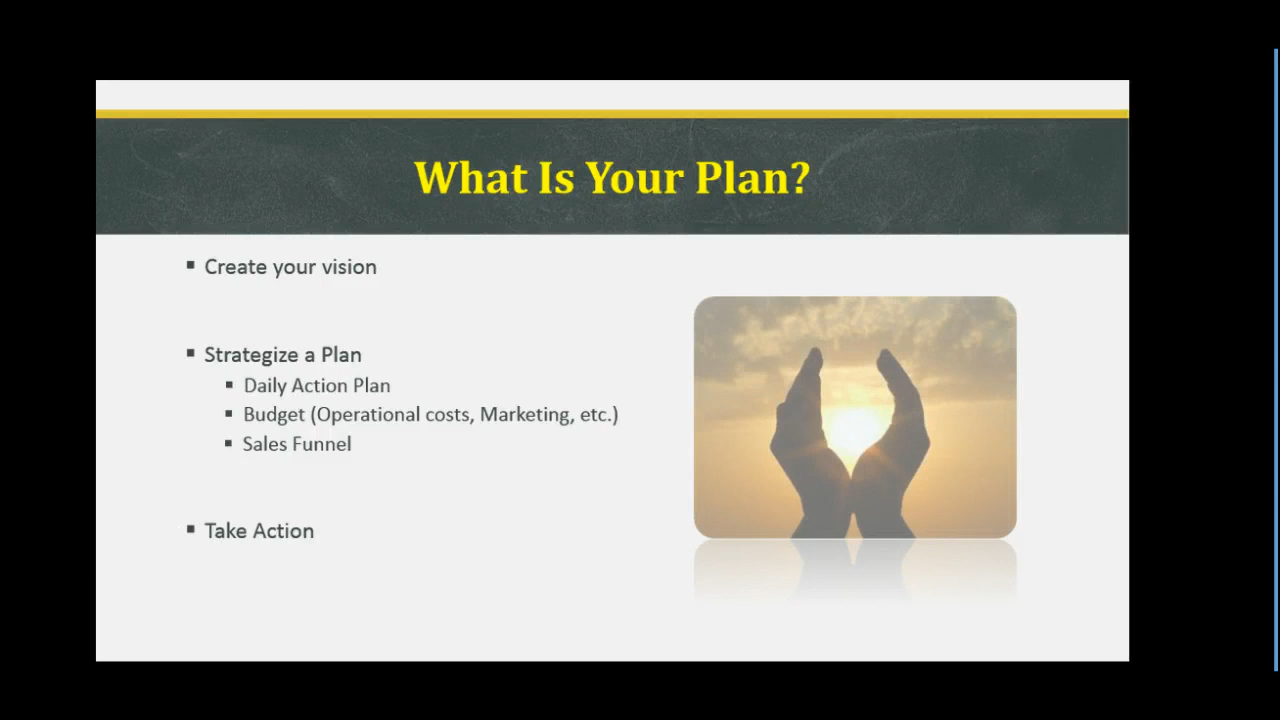 What Is Your Plan?
▪ Create your vision
▪ Strategize a Plan
▪ Daily Action Plan
▪ Budget (Operational costs, Marketing, etc.)
▪ Sales Funnel
▪ Take Action